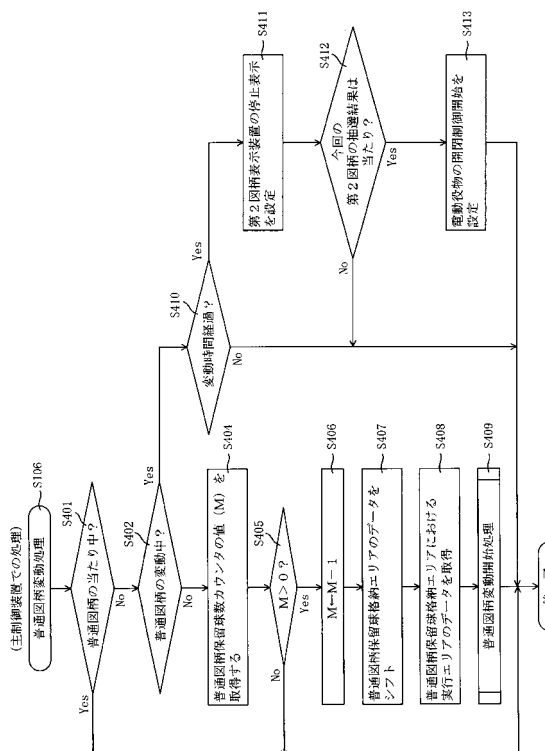 (主制御装置での処理)
普通図柄変動処理
S106
S401
普通図柄の当たり中?
Yes
No
S402
普通図柄の変動中?
Yes
No
S404
普通図柄保留球数カウンタの値(M)を
取得する
S405
M>0?
No
Yes
S406
M←M-1
S407
普通図柄保留球格納エリアのデータを
シフト
S408
普通図柄保留球格納エリアにおける
実行エリアのデータを取得
S409
普通図柄変動開始処理
S410
変動時間経過?
Yes
No
S411
第2図柄表示装置の停止表示
を設定
S412
今回の
第2図柄の抽選結果は
当たり?
No
Yes
S413
電動役物の開閉制御開始を
設定